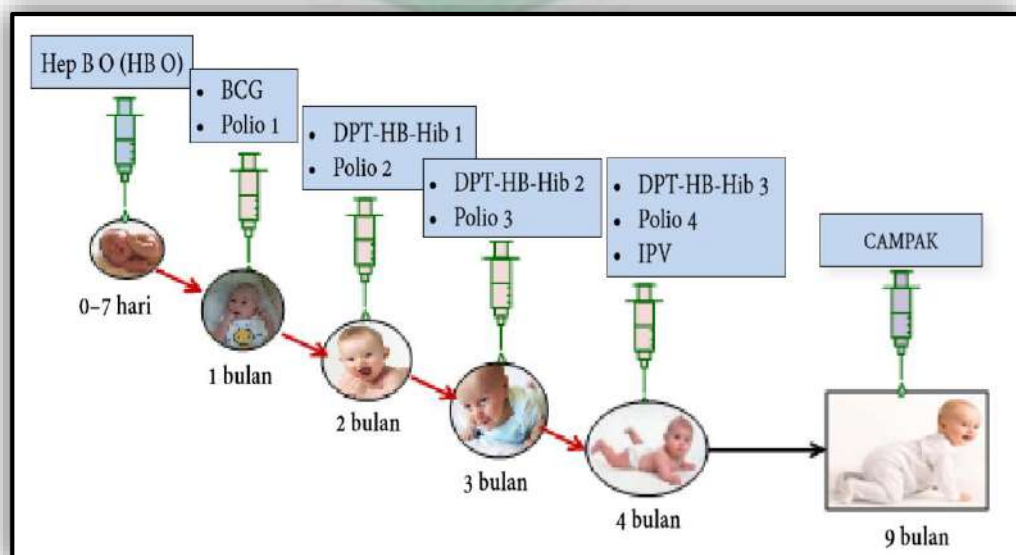 Hep B O (HB O)
• BCG
• Polio 1
• DPT-HB-Hib 1
• Polio 2
• DPT-HB-Hib 2
• Polio 3
• DPT-HB-Hib 3
• Polio 4
• IPV
CAMPAK
0–7 hari
1 bulan
2 bulan
3 bulan
4 bulan
9 bulan